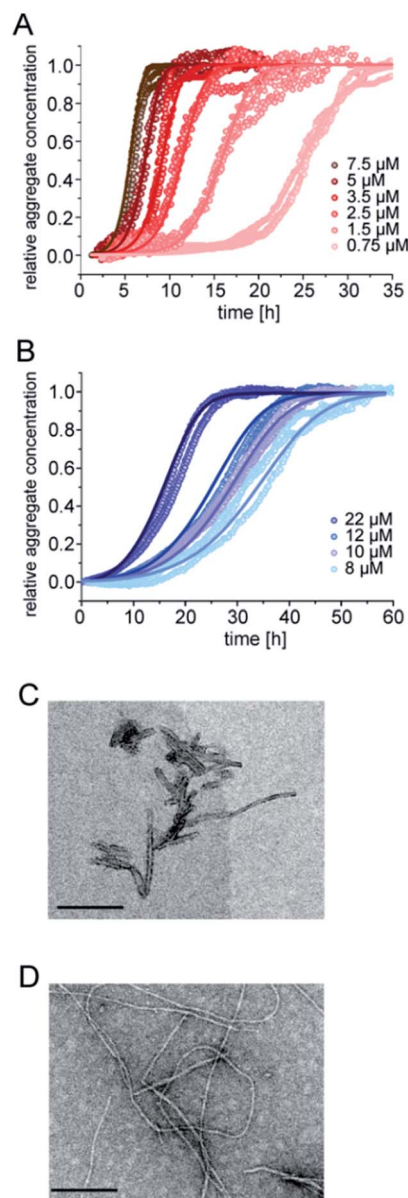 A
relative aggregate concentration
1.0
0.8
0.6
0.4
0.2
0.0
7.5 µM
5 µM
3.5 µM
2.5 µM
1.5 µM
0.75 µM
5 10 15 20 25 30 35
time [h]
B
relative aggregate concentration
1.0
0.8
0.6
0.4
0.2
0.0
22 µM
12 µM
10 µM
8 µM
0 10 20 30 40 50 60
time [h]
C
D